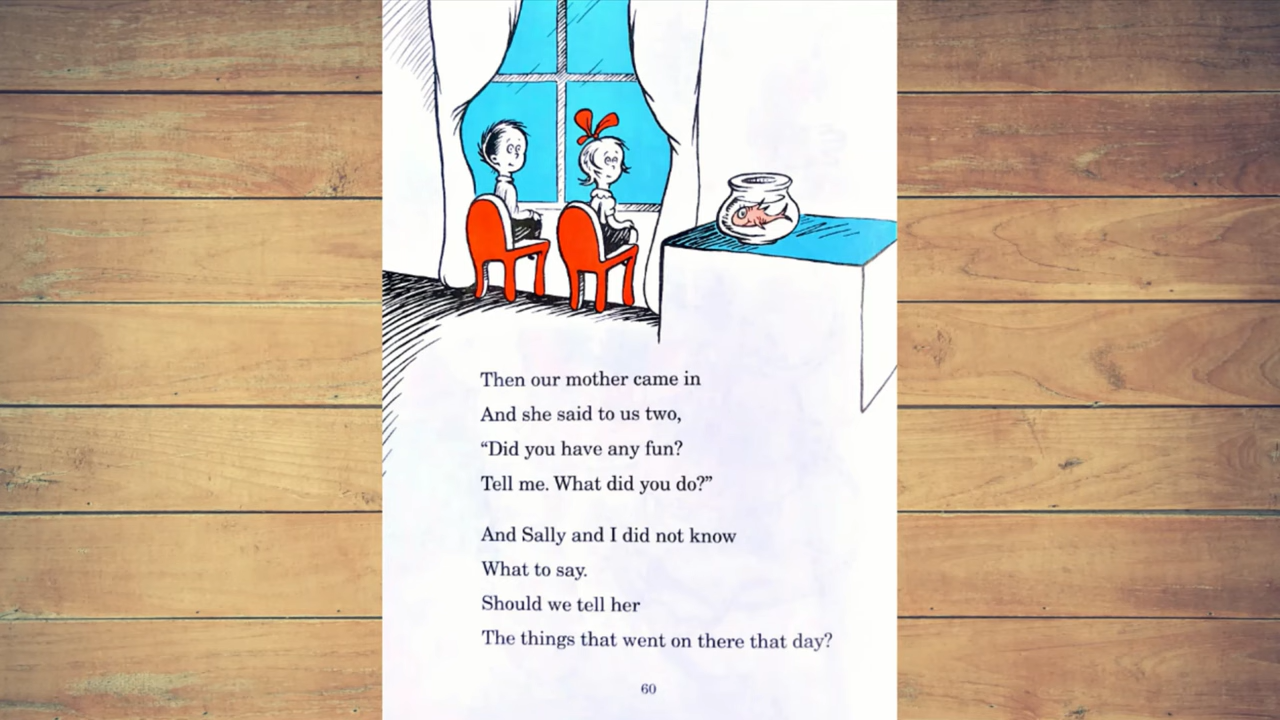 Then our mother came in
And she said to us two,
“Did you have any fun?
Tell me. What did you do?”
And Sally and I did not know
What to say.
Should we tell her
The things that went on there that day?
60